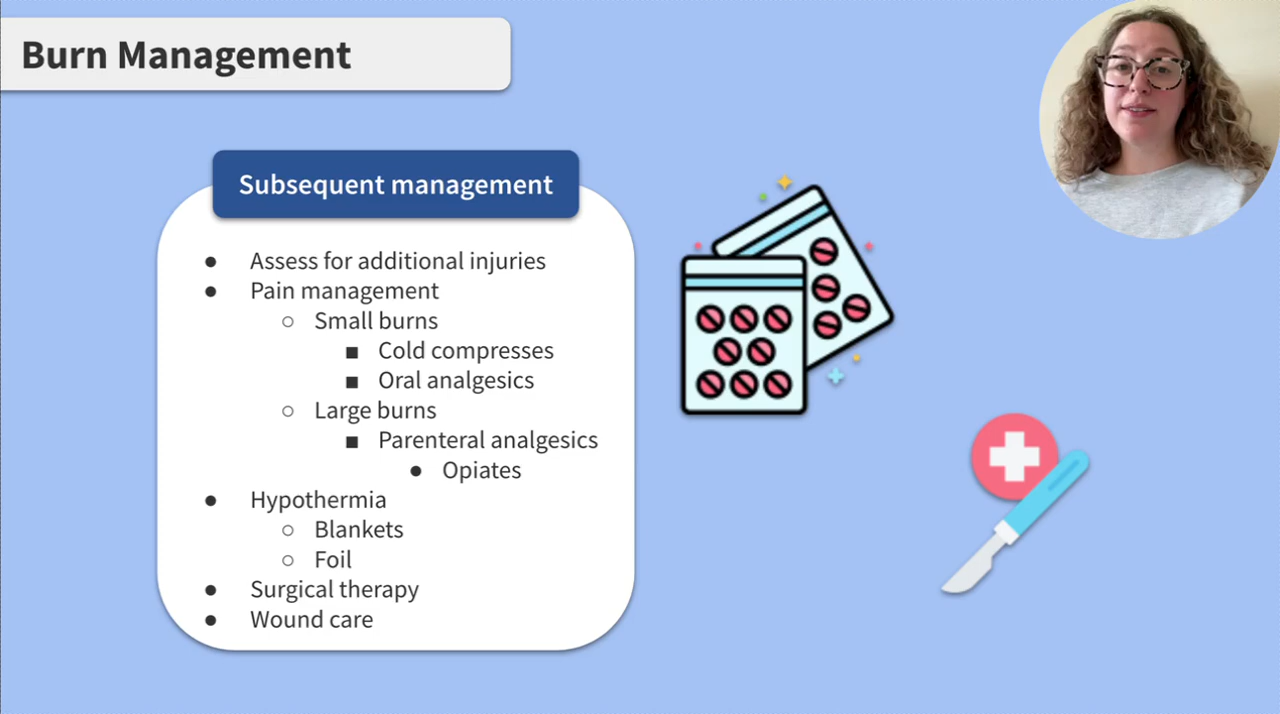 Burn Management
Subsequent management
● Assess for additional injuries
● Pain management
○ Small burns
■ Cold compresses
■ Oral analgesics
○ Large burns
■ Parenteral analgesics
● Opiates
● Hypothermia
○ Blankets
○ Foil
● Surgical therapy
● Wound care